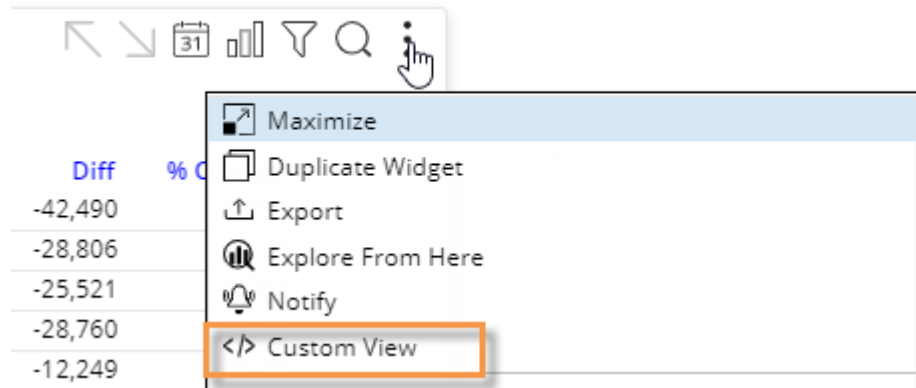 31
Maximize
Diff % C
Duplicate Widget
-42,490
Export
-28,806
Explore From Here
-25,521
Notify
-28,760
</> Custom View
-12,249